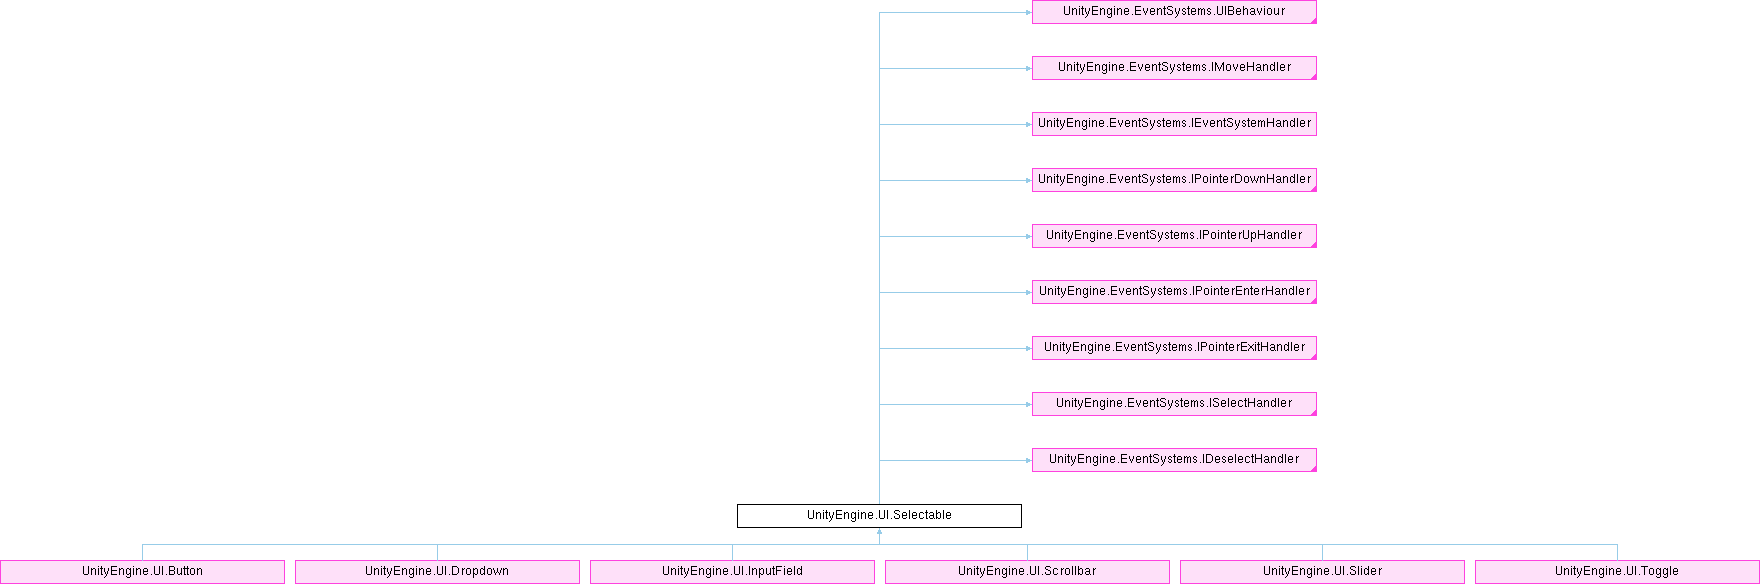 UnityEngine.EventSystems.UIBehaviour
UnityEngine.EventSystems.IMoveHandler
UnityEngine.EventSystems.IEventSystemHandler
UnityEngine.EventSystems.IPointerDownHandler
UnityEngine.EventSystems.IPointerUpHandler
UnityEngine.EventSystems.IPointerEnterHandler
UnityEngine.EventSystems.IPointerExitHandler
UnityEngine.EventSystems.ISelectHandler
UnityEngine.EventSystems.IDeselectHandler
UnityEngine.UI.Selectable
UnityEngine.UI.Button
UnityEngine.UI.Dropdown
UnityEngine.UI.InputField
UnityEngine.UI.Scrollbar
UnityEngine.UI.Slider
UnityEngine.UI.Toggle